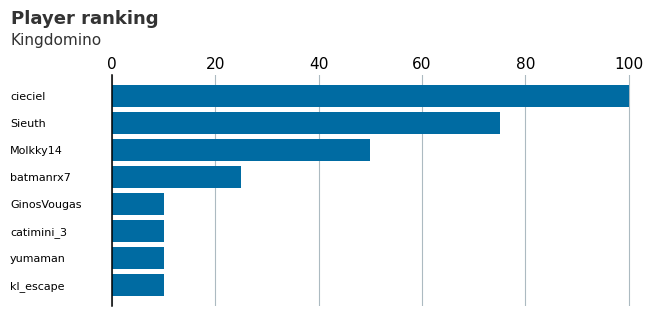 Player ranking
Kingdomino
0 20 40 60 80 100
cieciel
Sieuth
Molkky14
batmanrx7
GinosVougas
catimini_3
yumaman
kl_escape